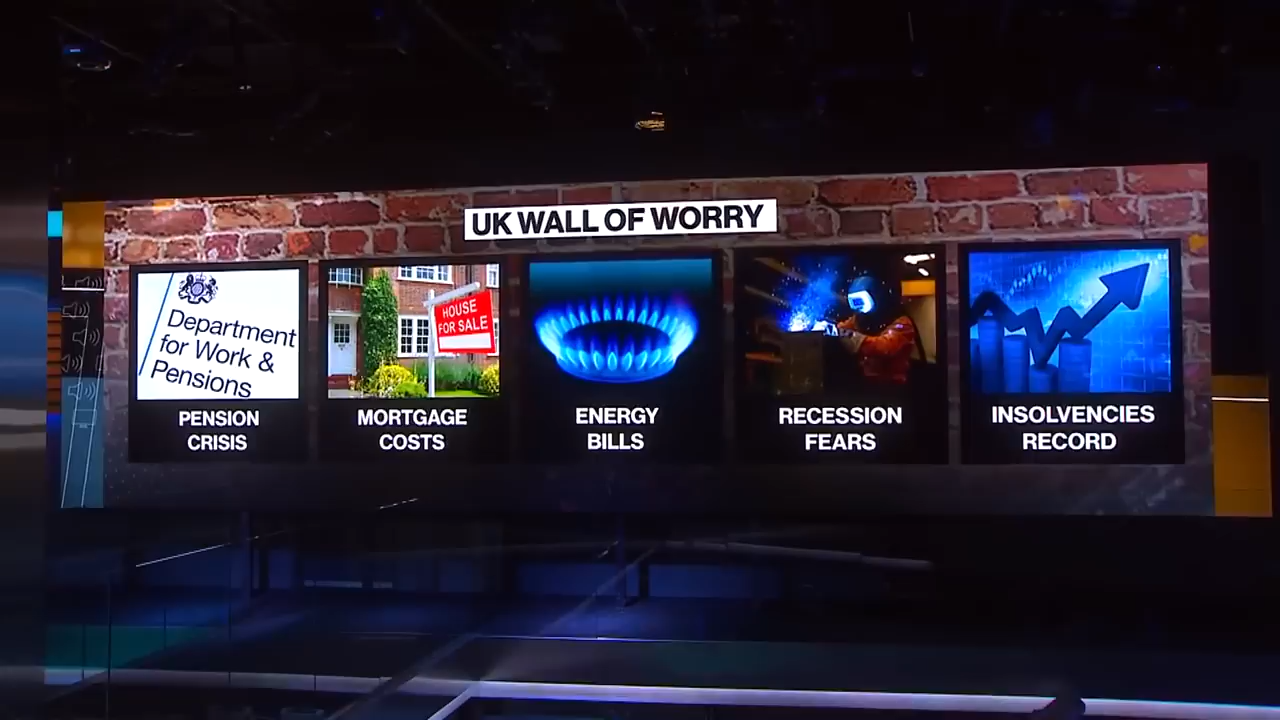 UK WALL OF WORRY
Department
for Work &
Pensions
PENSION
CRISIS
HOUSE
FOR SALE
MORTGAGE
COSTS
ENERGY
BILLS
RECESSION
FEARS
INSOLVENCIES
RECORD